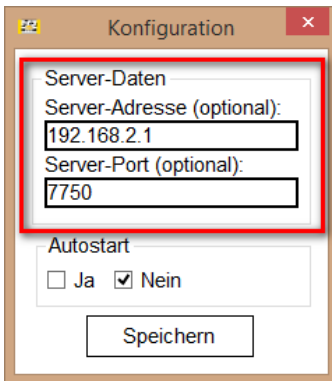 Konfiguration
Server-Daten
Server-Adresse (optional):
192.168.2.1
Server-Port (optional):
7750
Autostart
Ja Nein
Speichern